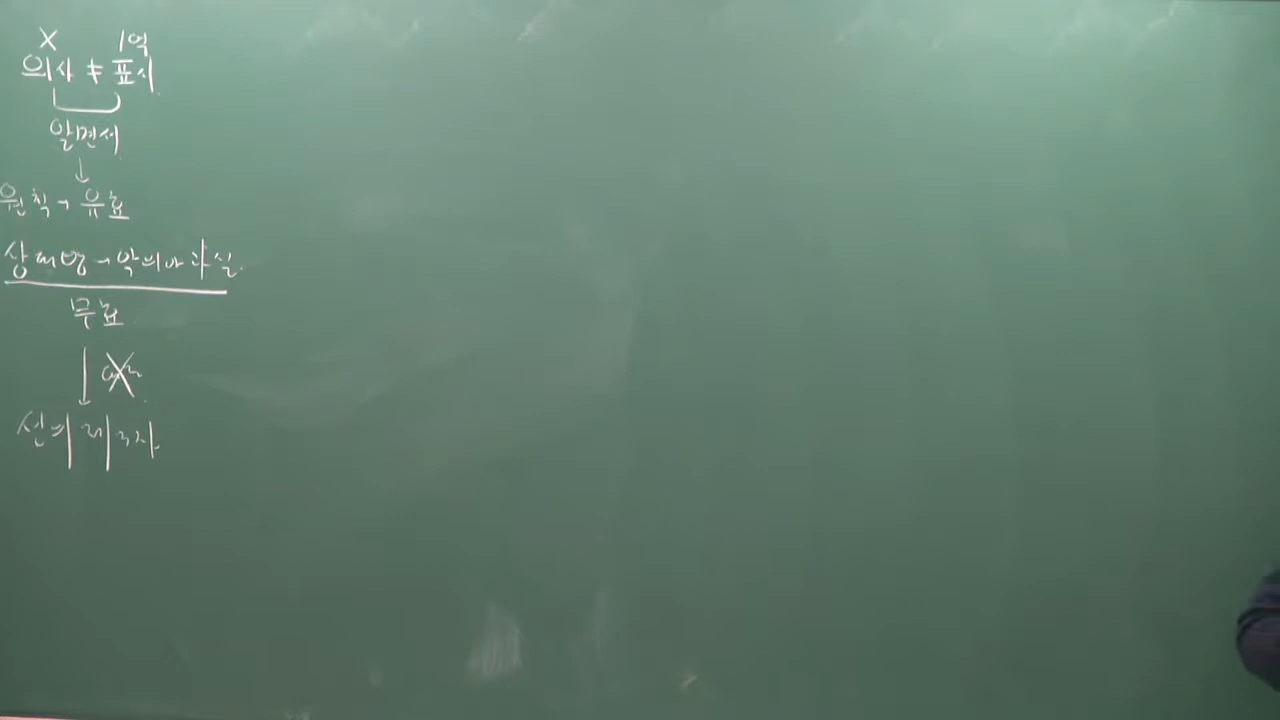 X 1억
의사 ≠ 표시
알면서
↓
원칙 → 유효
상대방 → 악의나 과실
무효
↓ X
선의 제3자